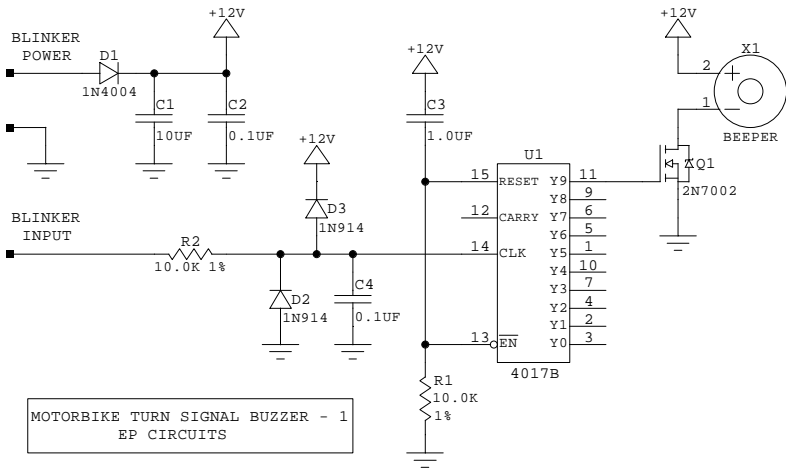 +12V
BLINKER
POWER
D1
1N4004
C1
10UF
C2
0.1UF
+12V
C3
1.0UF
+12V
X1
2
+
1
−
BEEPER
Q1
2N7002
U1
15 RESET Y9 11
Y8 9
12 CARRY Y7 6
Y6 5
14 CLK Y5 1
Y4 10
Y3 7
Y2 4
Y1 2
13 EN Y0 3
4017B
+12V
D3
1N914
BLINKER
INPUT
R2
10.0K 1%
D2
1N914
C4
0.1UF
R1
10.0K
1%
MOTORBIKE TURN SIGNAL BUZZER - 1
EP CIRCUITS